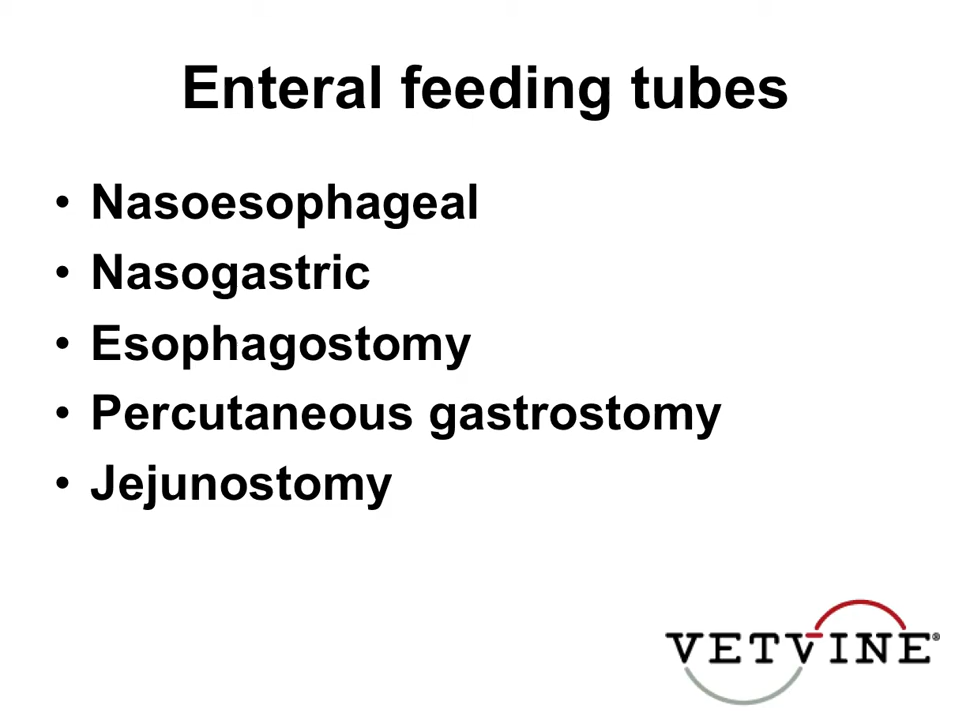 Enteral feeding tubes
• Nasoesophageal
• Nasogastric
• Esophagostomy
• Percutaneous gastrostomy
• Jejunostomy
VETVINE®